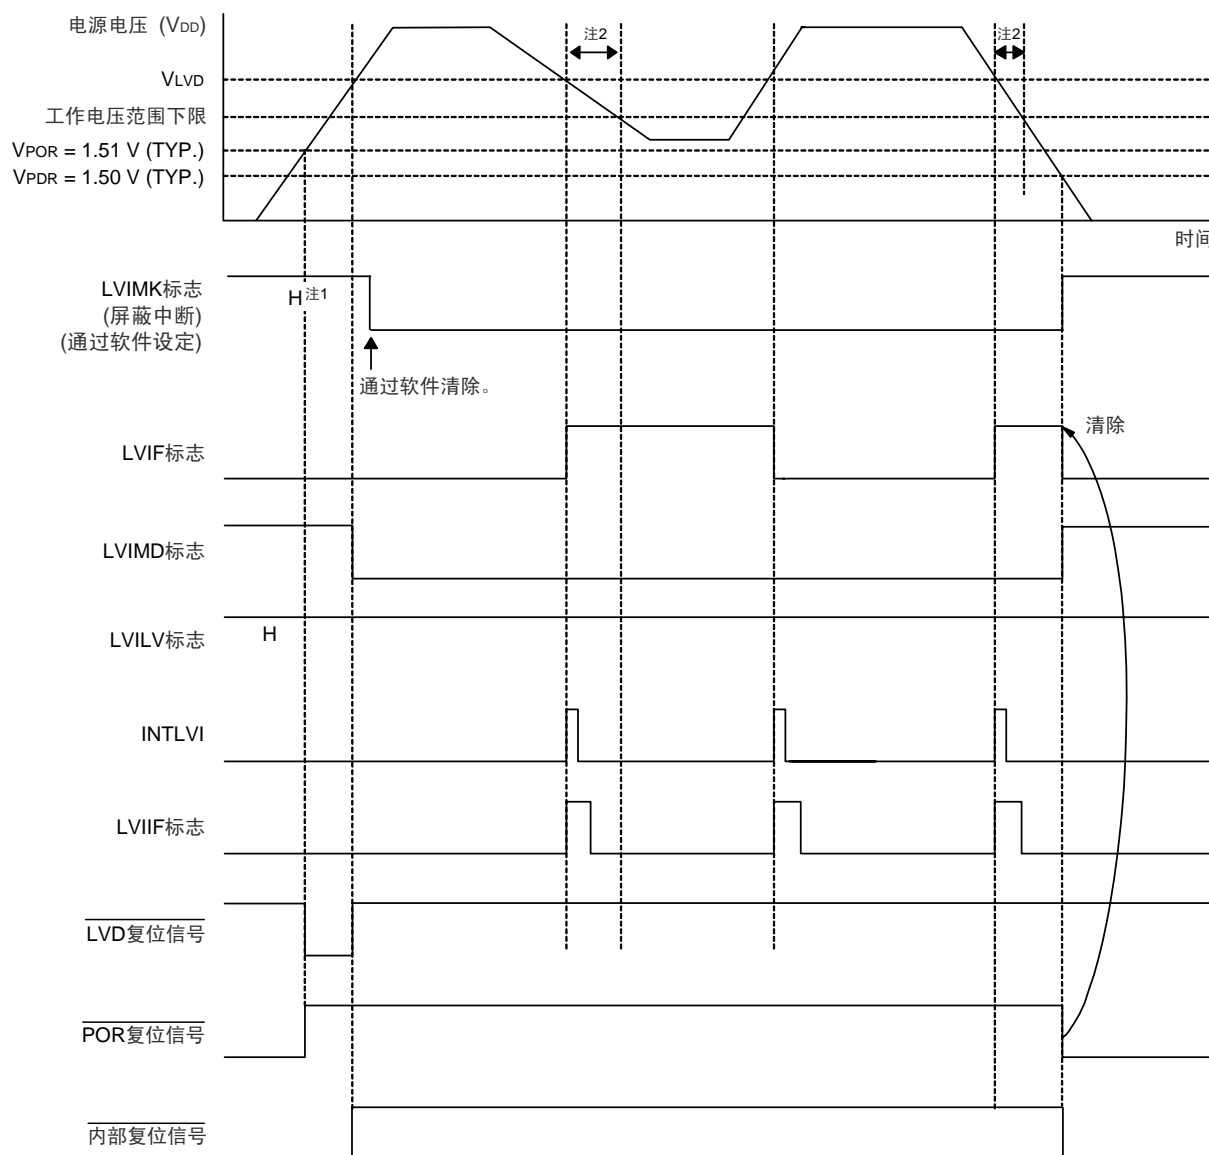 电源电压 (VDD)
注2
注2
VLVD
工作电压范围下限
VPOR = 1.51 V (TYP.)
VPDR = 1.50 V (TYP.)
时间
LVIMK标志
(屏蔽中断)
(通过软件设定)
H注1
通过软件清除。
清除
LVIF标志
LVIMD标志
LVILV标志
H
INTLVI
LVIIF标志
LVD复位信号
POR复位信号
内部复位信号